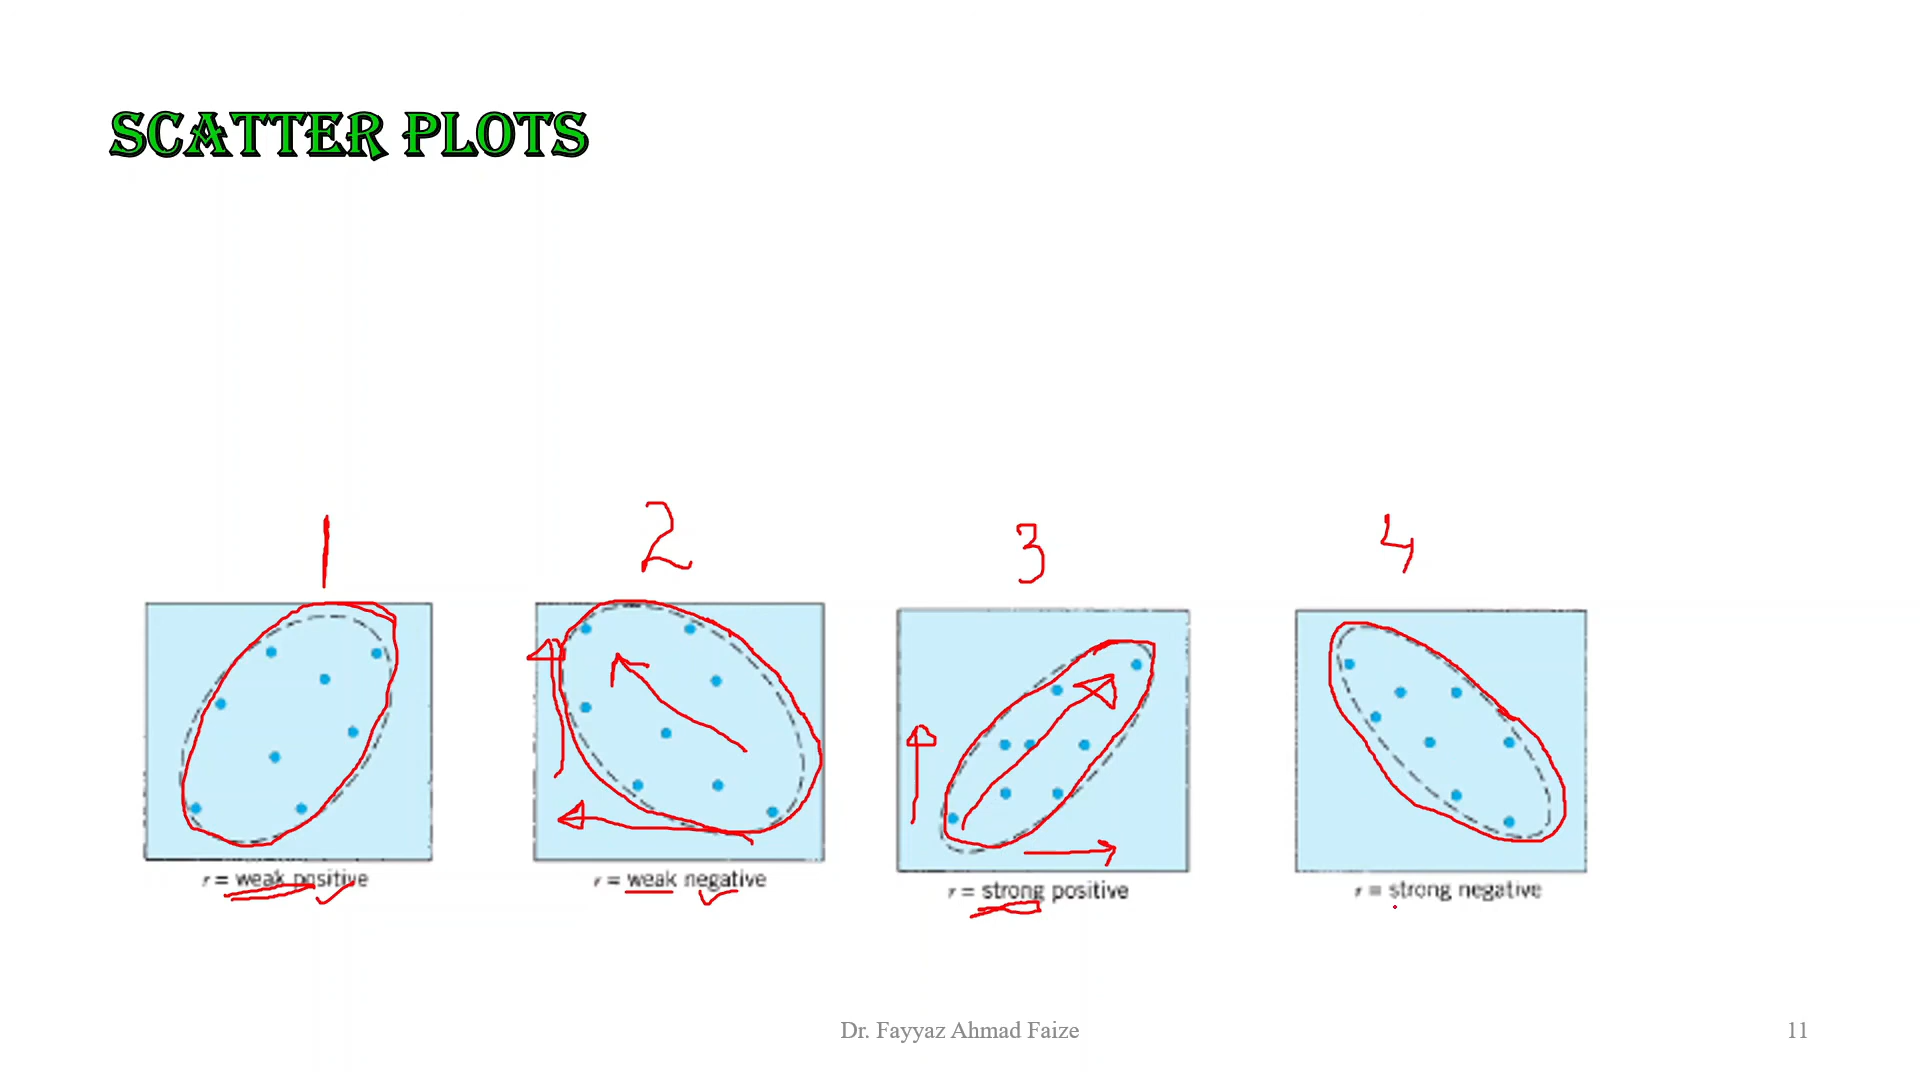 SCATTER PLOTS
1
2
3
4
r = weak positive
r = weak negative
r = strong positive
r = strong negative
Dr. Fayyaz Ahmad Faize
11